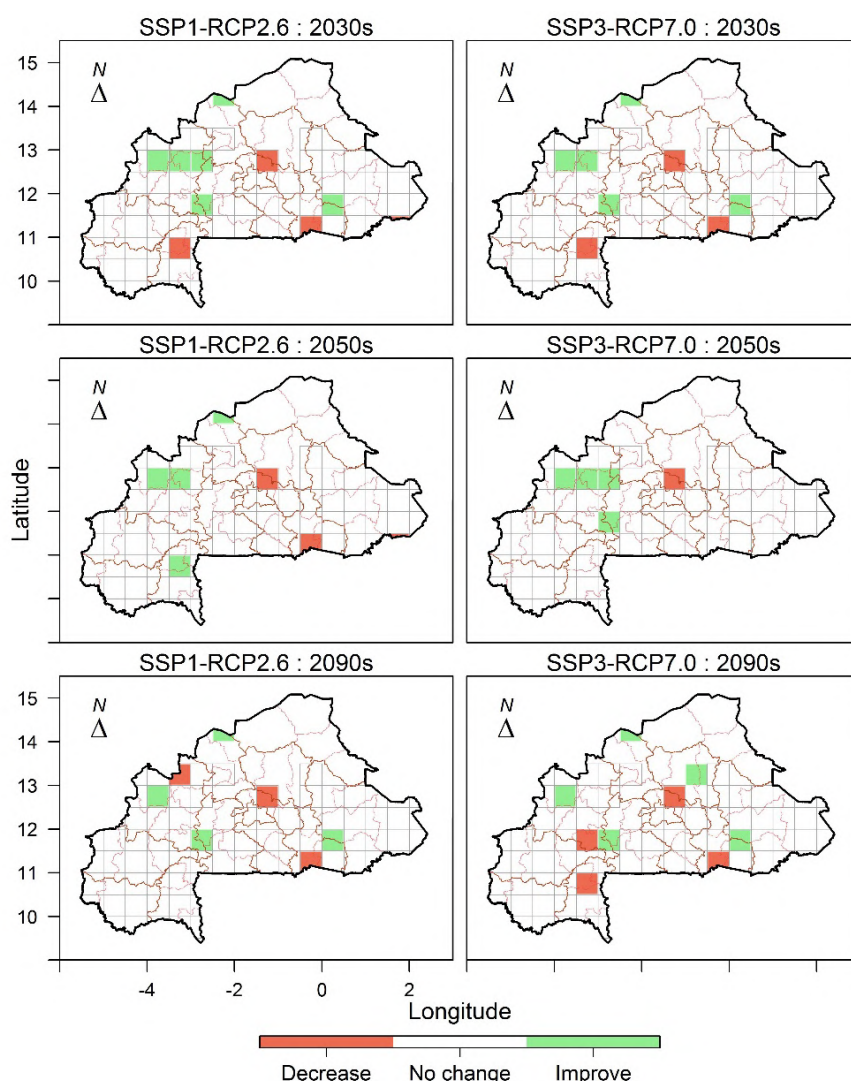 SSP1-RCP2.6 : 2030s
SSP3-RCP7.0 : 2030s
15
14
13
12
11
10
N
Δ
N
Δ
SSP1-RCP2.6 : 2050s
SSP3-RCP7.0 : 2050s
Latitude
N
Δ
N
Δ
SSP1-RCP2.6 : 2090s
SSP3-RCP7.0 : 2090s
15
14
13
12
11
10
N
Δ
N
Δ
-4 -2 0 2
Longitude
Decrease No change Improve